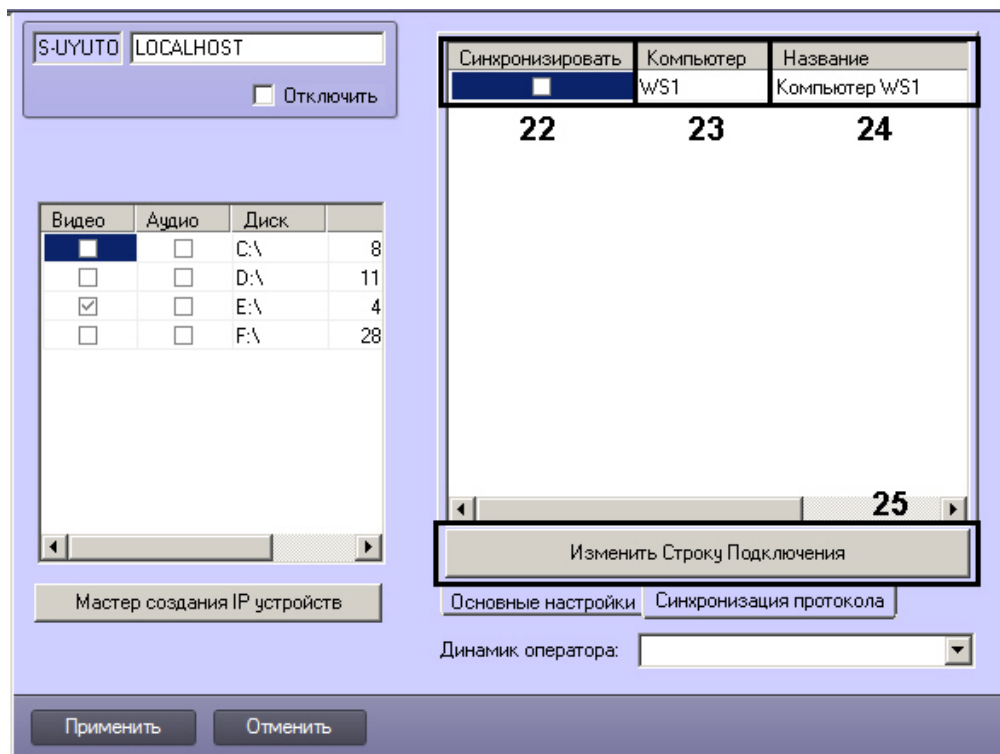 S-UYUTO LOCALHOST
Отключить
Синхронизировать Компьютер Название
WS1 Компьютер WS1
22 23 24
Видео Аудио Диск
C:\ 8
D:\ 11
E:\ 4
F:\ 28
25
Изменить Строку Подключения
Мастер создания IP устройств
Основные настройки Синхронизация протокола
Динамик оператора:
Применить Отменить